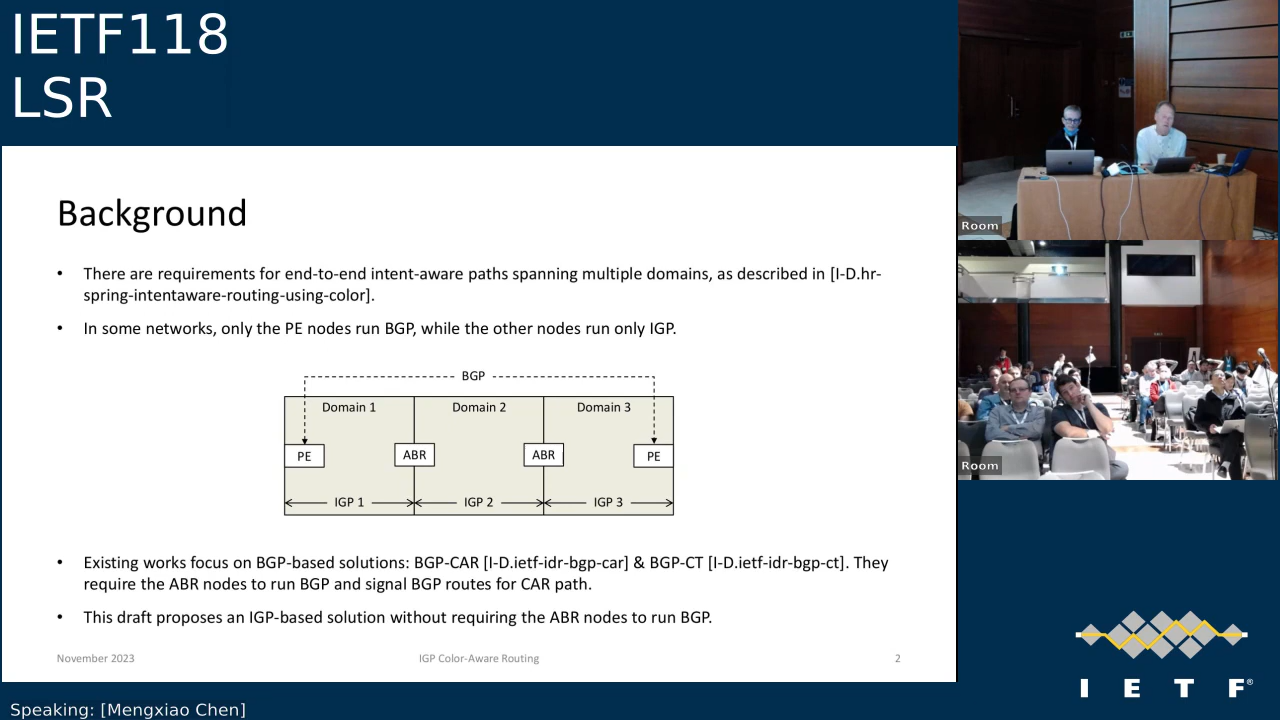 IETF118
LSR
Background
• There are requirements for end-to-end intent-aware paths spanning multiple domains, as described in [I-D.hr-
spring-intentaware-routing-using-color].
• In some networks, only the PE nodes run BGP, while the other nodes run only IGP.
BGP
Domain 1 Domain 2 Domain 3
PE ABR ABR PE
IGP 1 IGP 2 IGP 3
• Existing works focus on BGP-based solutions: BGP-CAR [I-D.ietf-idr-bgp-car] & BGP-CT [I-D.ietf-idr-bgp-ct]. They
require the ABR nodes to run BGP and signal BGP routes for CAR path.
• This draft proposes an IGP-based solution without requiring the ABR nodes to run BGP.
November 2023 IGP Color-Aware Routing 2
Room
Room
I E T F®
Speaking: [Mengxiao Chen]